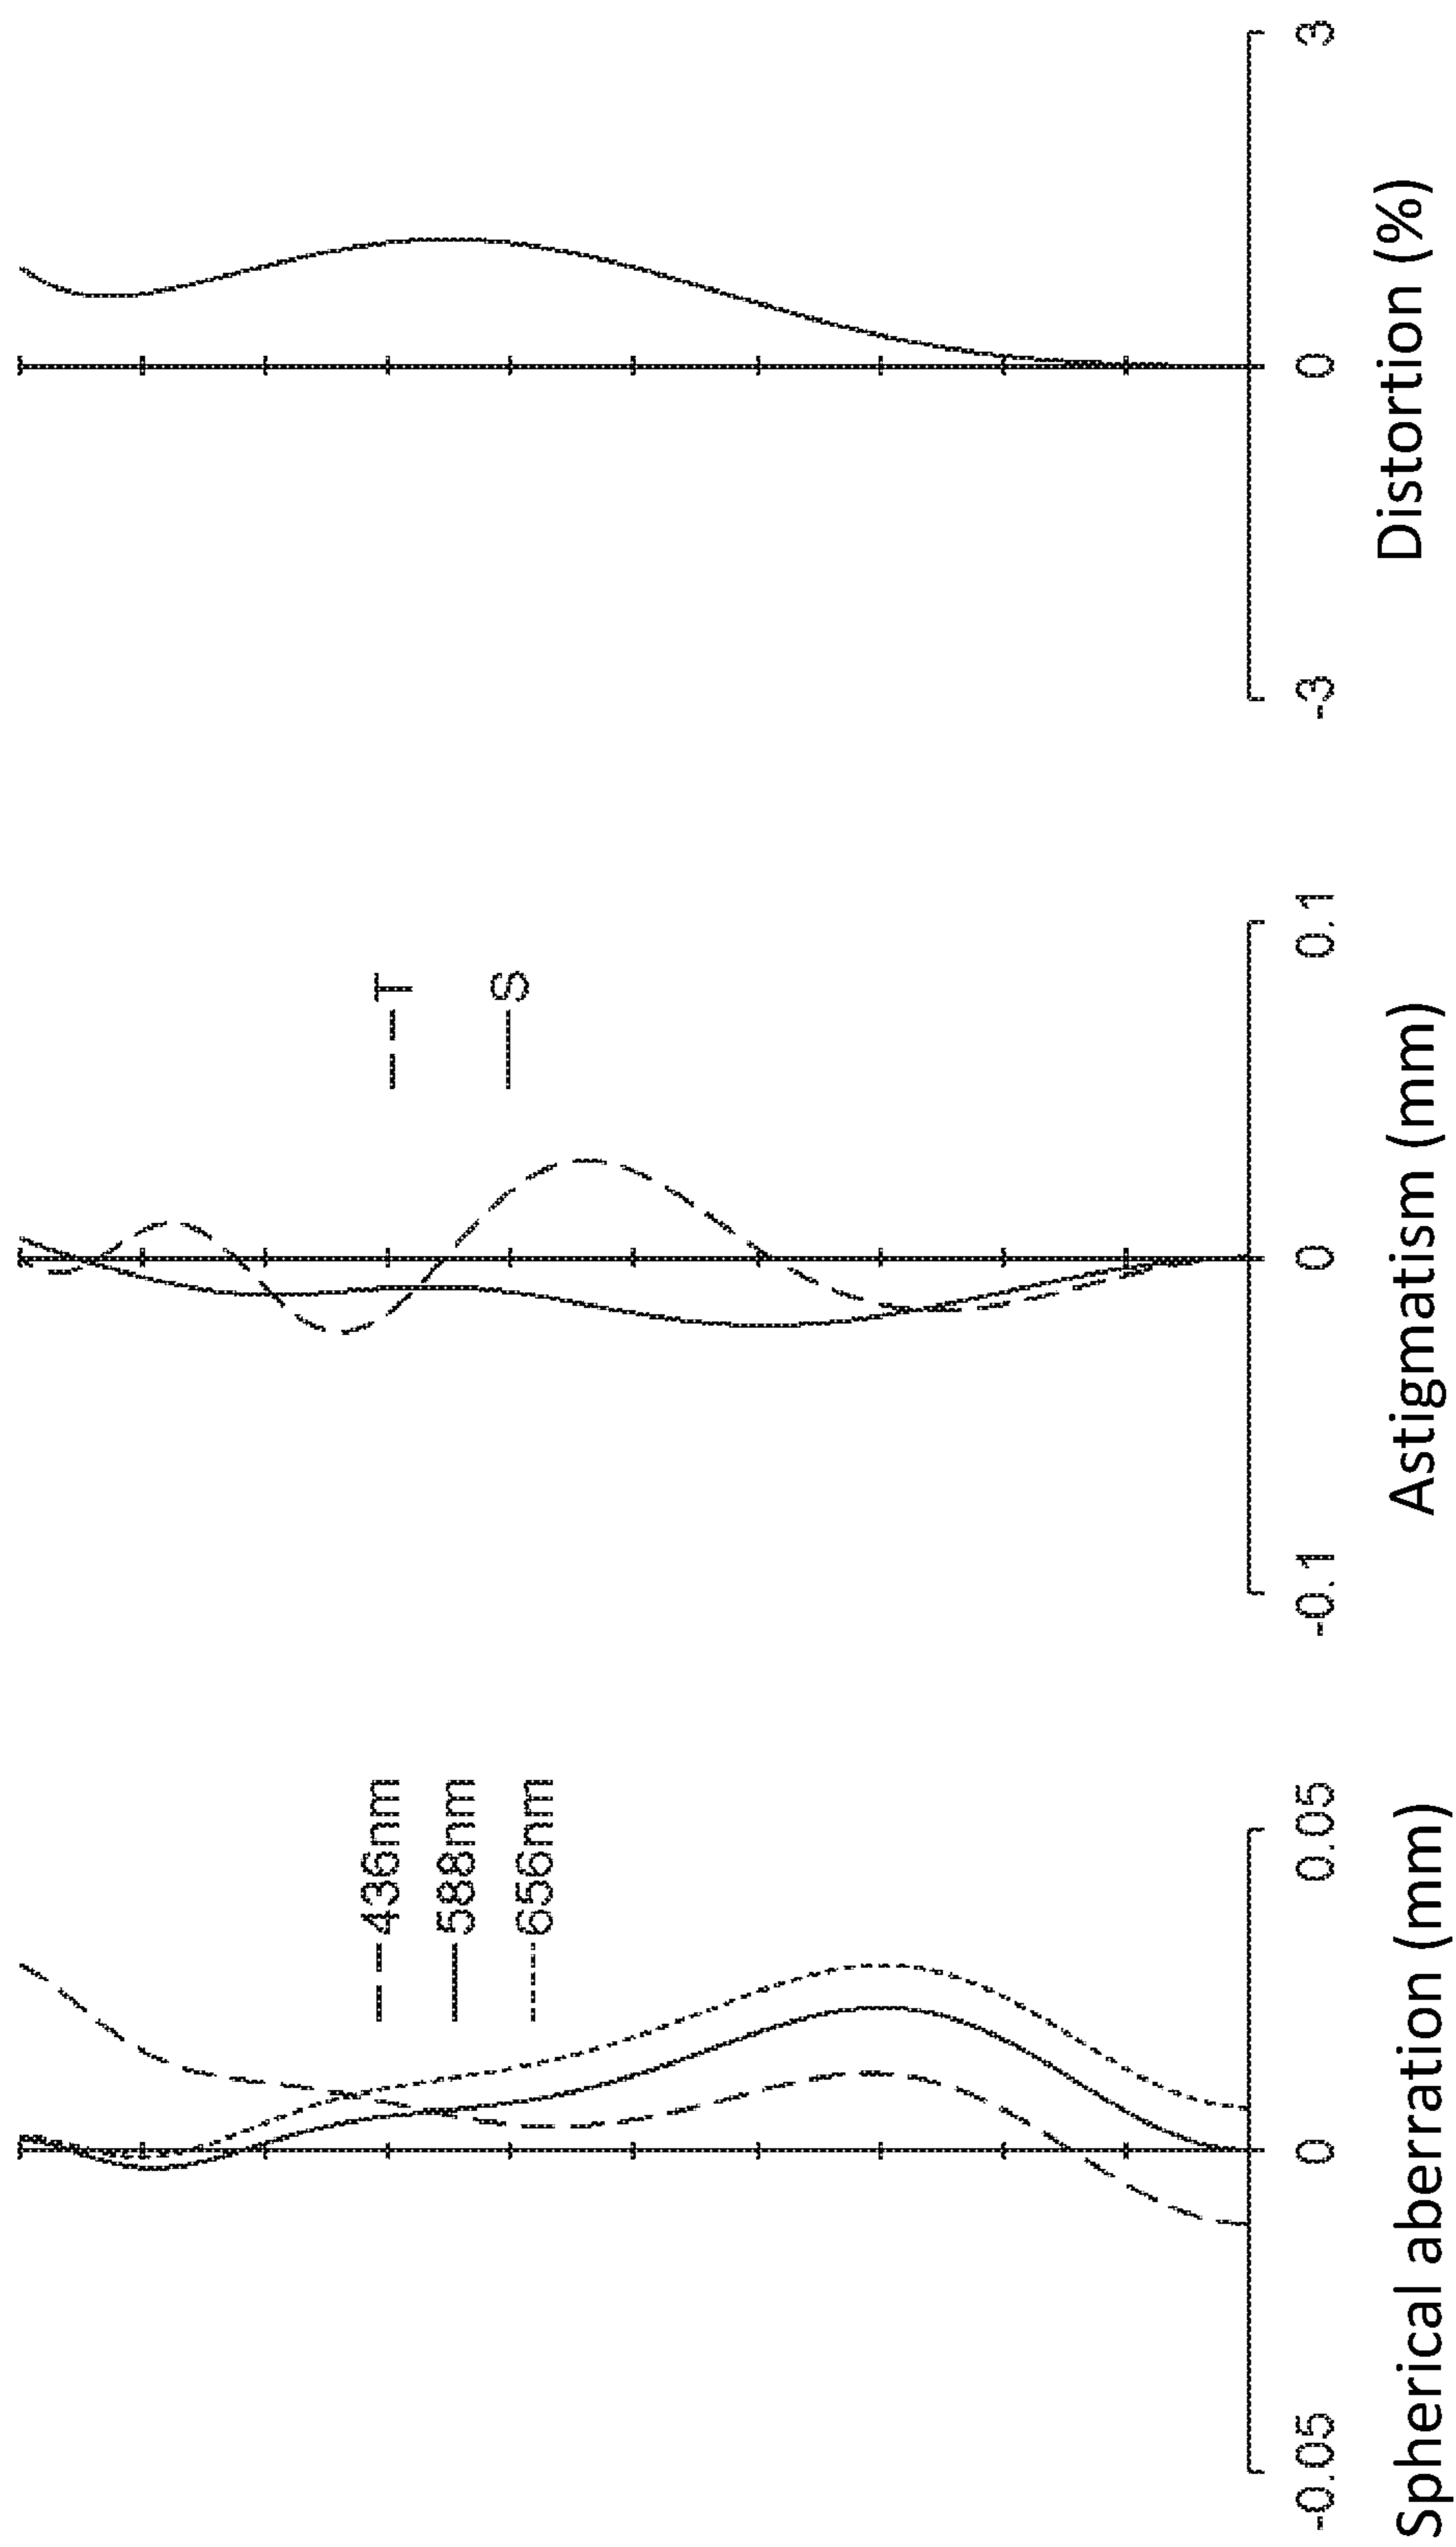 436nm
588nm
656nm
-0.05 0 0.05
Spherical aberration (mm)
T
S
-0.1 0 0.1
Astigmatism (mm)
-3 0 3
Distortion (%)